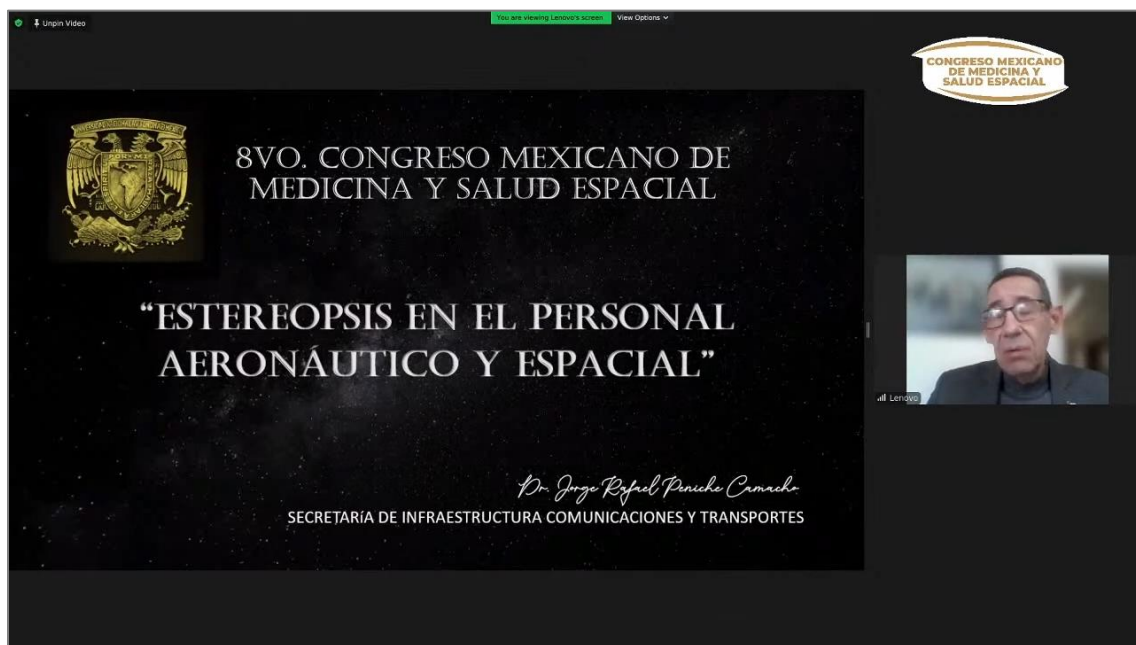 Unpin Video
You are viewing Lenovo's screen
View Options
CONGRESO MEXICANO
DE MEDICINA Y
SALUD ESPACIAL
8VO. CONGRESO MEXICANO DE
MEDICINA Y SALUD ESPACIAL
“ESTEREOPSIS EN EL PERSONAL
AERONÁUTICO Y ESPACIAL”
Dr. Jorge Rafael Peniche Camacho
SECRETARíA DE INFRAESTRUCTURA COMUNICACIONES Y TRANSPORTES
Lenovo